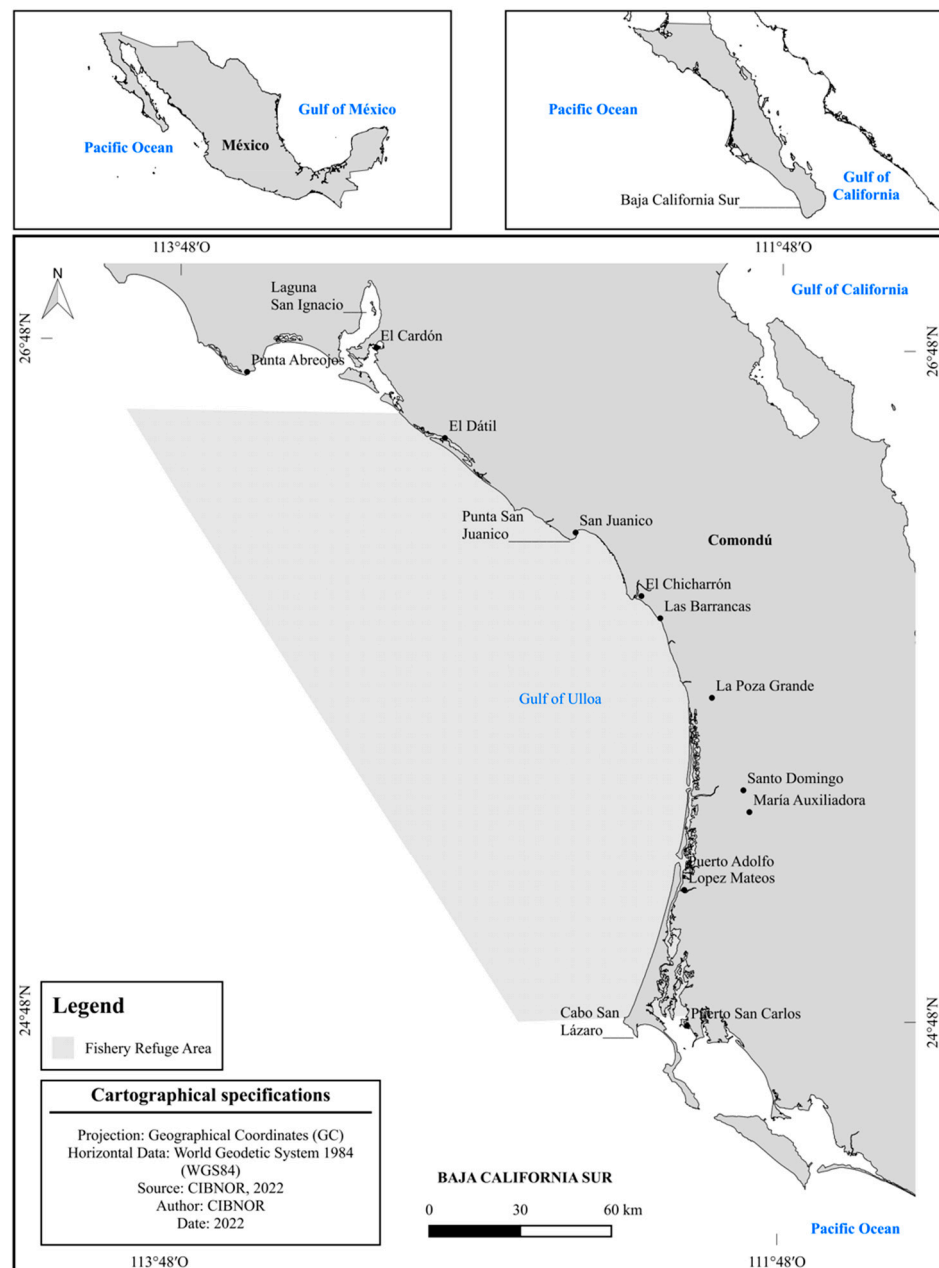 Gulf of México
Pacific Ocean
México
Pacific Ocean
Gulf of
California
Baja California Sur
113°48'O
111°48'O
N
26°48'N
26°48'N
Gulf of California
Laguna
San Ignacio
El Cardón
Punta Abreojos
El Dátil
Punta San
Juanico
San Juanico
Comondú
El Chicharrón
Las Barrancas
La Poza Grande
Gulf of Ulloa
Santo Domingo
María Auxiliadora
Puerto Adolfo
Lopez Mateos
Cabo San
Lázaro
Puerto San Carlos
24°48'N
24°48'N
Legend
Fishery Refuge Area
Cartographical specifications
Projection: Geographical Coordinates (GC)
Horizontal Data: World Geodetic System 1984
(WGS84)
Source: CIBNOR, 2022
Author: CIBNOR
Date: 2022
BAJA CALIFORNIA SUR
0 30 60 km
Pacific Ocean
113°48'O
111°48'O